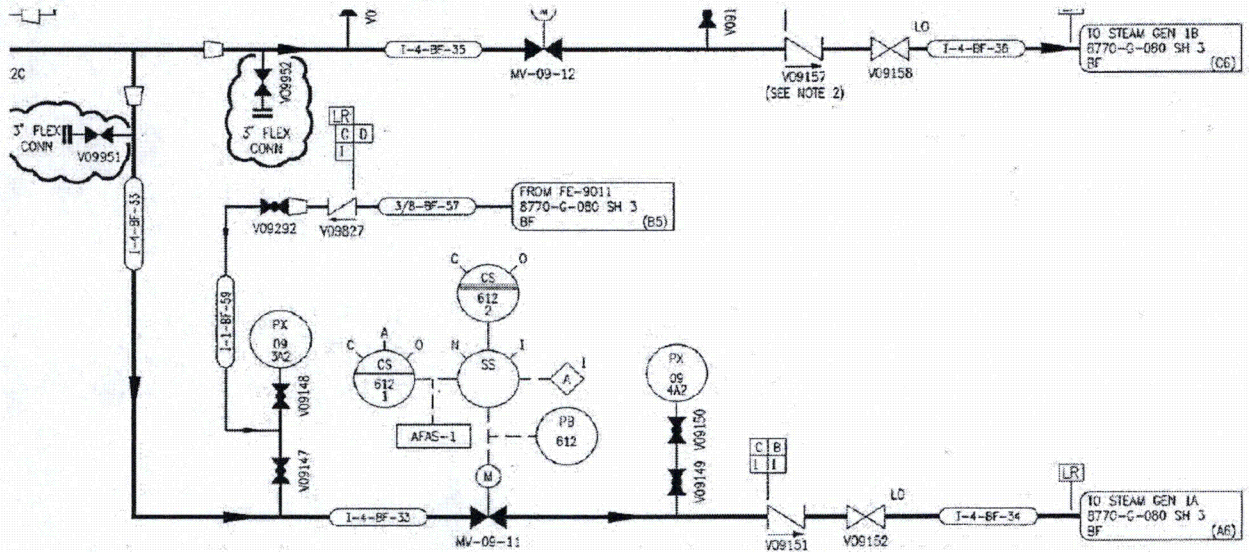 M
V0
V091
LO
I-4-BF-35
I-4-BF-36
TO STEAM GEN 1B
8770-G-080 SH 3
BF (C6)
2C
MV-09-12
V09157
(SEE NOTE 2)
V09158
V09952
3" FLEX
CONN
V09951
3" FLEX
CONN
LR
C D
I
I-4-BF-33
FROM FE-9011
8770-G-080 SH 3
BF (B5)
3/8-BF-57
V09292
V09827
C O
CS
612
2
I-1-BF-59
PX
09
3A2
A
C O
CS
612
1
N I
SS
A
I
PX
09
4A2
V09148
AFAS-1
PB
612
V09150
V09147
M
V09149
C B
I I
LO
LR
I-4-BF-33
MV-09-11
V09151
V09152
I-4-BF-34
TO STEAM GEN 1A
8770-G-080 SH 3
BF (A6)